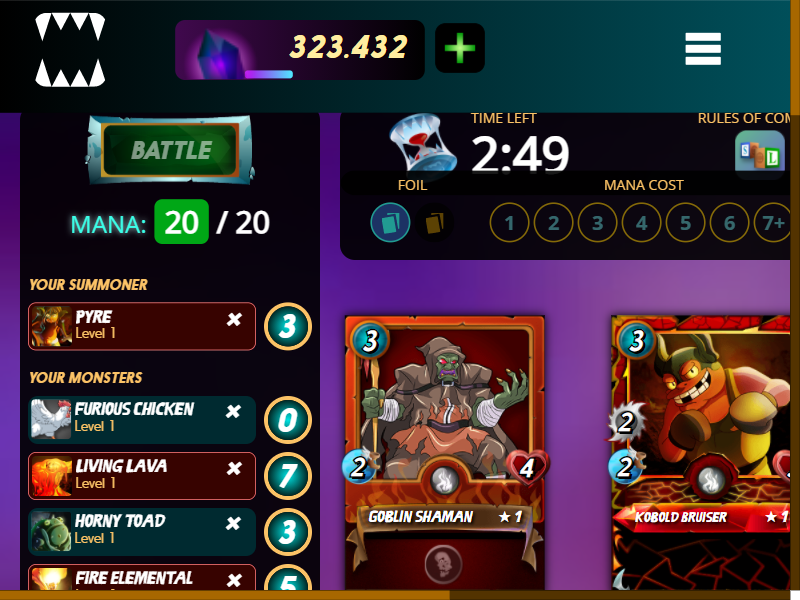 323.432
BATTLE
TIME LEFT
RULES OF COM
2:49
MANA: 20 / 20
FOIL
MANA COST
1 2 3 4 5 6 7+
YOUR SUMMONER
PYRE
Level 1
3
YOUR MONSTERS
FURIOUS CHICKEN
Level 1
0
LIVING LAVA
Level 1
7
HORNY TOAD
Level 1
3
FIRE ELEMENTAL
5
3
2
4
GOBLIN SHAMAN ★ 1
3
2
2
KOBOLD BRUISER ★ 1